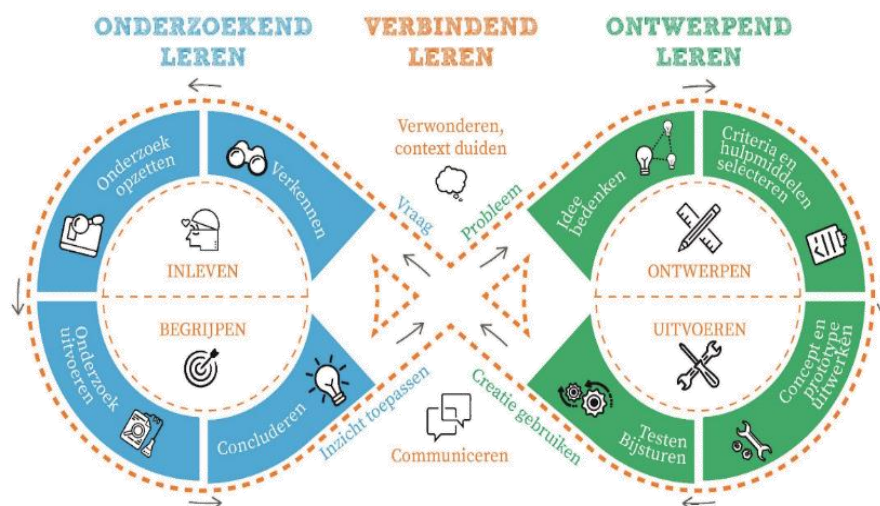 ONDERZOEKEND
LEREN
VERBINDEND
LEREN
ONTWERPEND
LEREN
Onderzoek
opzetten
Verkennen
INLEVEN
BEGRIJPEN
Onderzoek
uitvoeren
Concluderen
Verwonderen,
context duiden
Vraag
Probleem
Inzicht toepassen
Creatie gebruiken
Communiceren
Idee
bedenken
Criteria en
hulpmiddelen
selecteren
ONTWERPEN
UITVOEREN
Concept en
prototype
uitwerken
Testen
Bijsturen